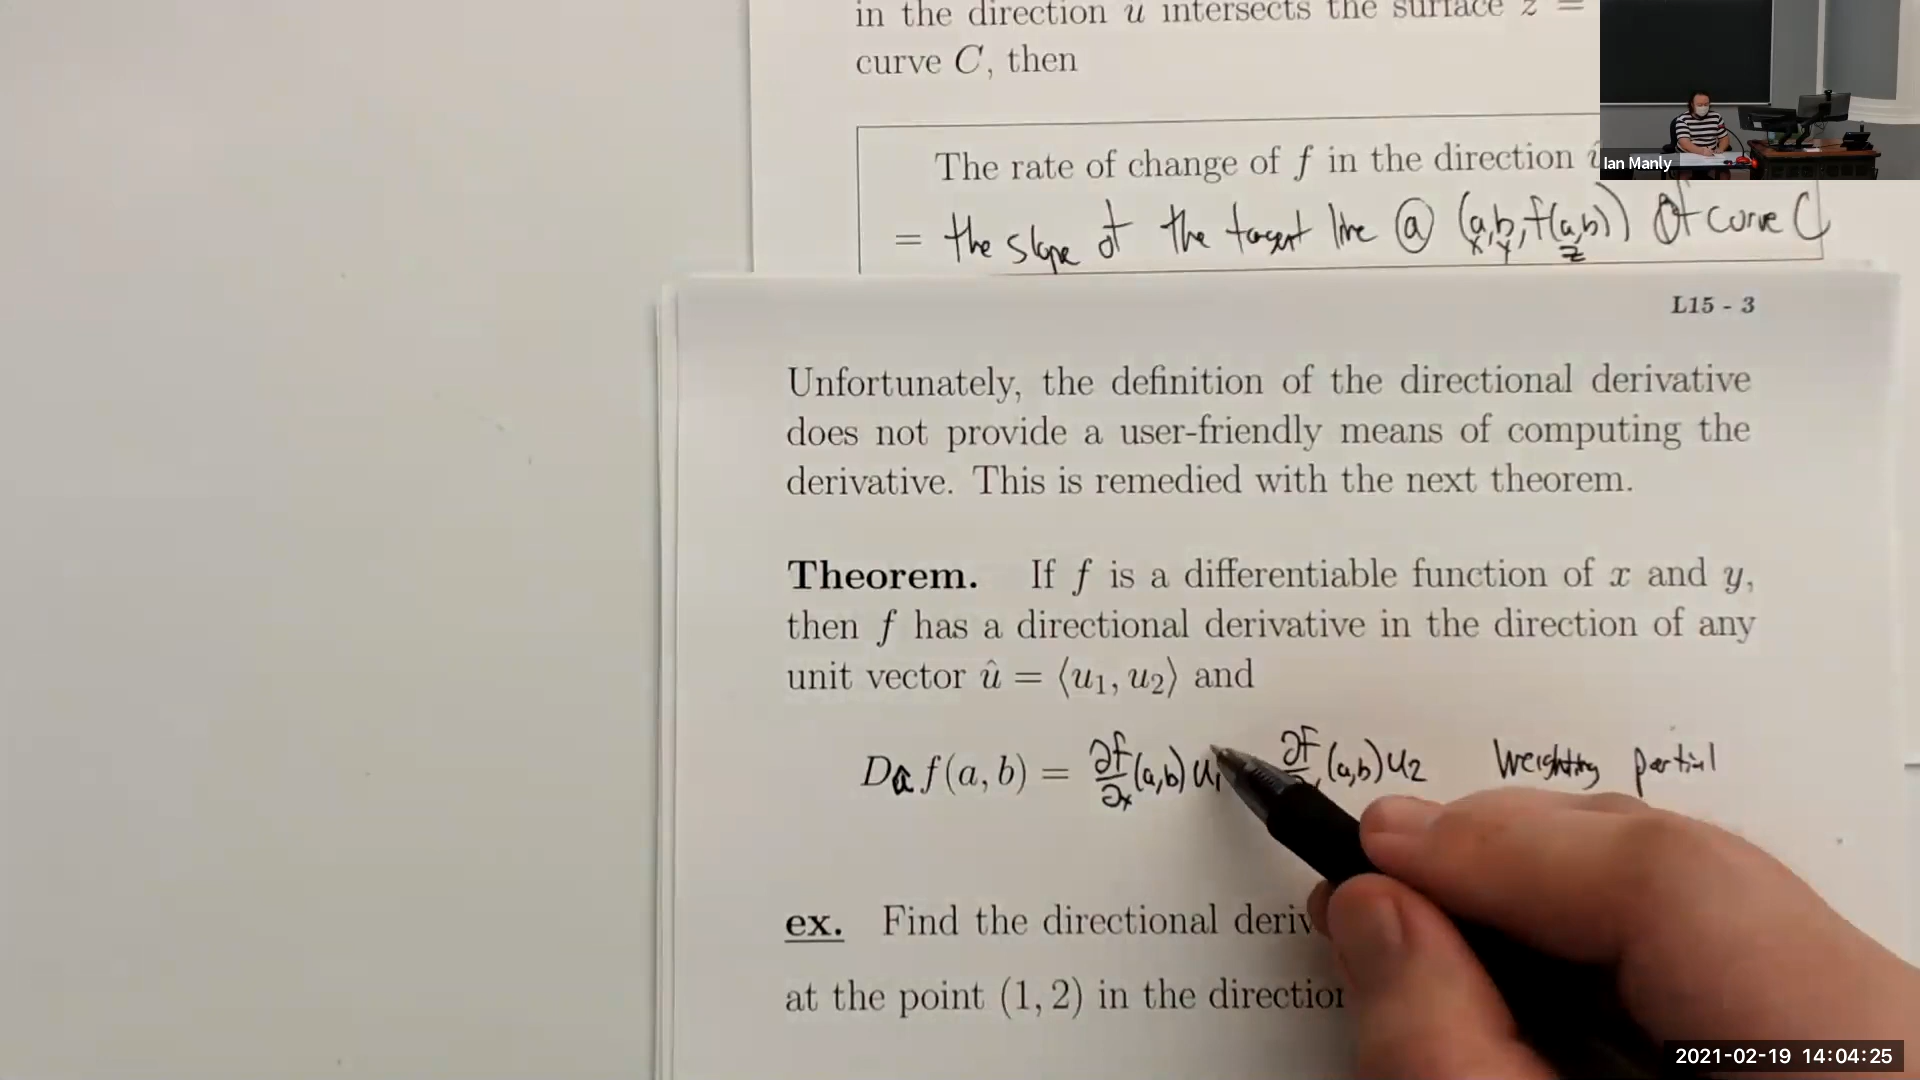 in the direction u intersects the surface z =
curve C, then
Ian Manly
The rate of change of f in the direction û
= the slope of the tangent line @ (a,b,f(a,b)) of curve C
x y z
L15 - 3
Unfortunately, the definition of the directional derivative
does not provide a user-friendly means of computing the
derivative. This is remedied with the next theorem.
Theorem. If f is a differentiable function of x and y,
then f has a directional derivative in the direction of any
unit vector û = ⟨u₁, u₂⟩ and
Dû f(a, b) = ∂f/∂x (a,b) u₁ ∂f/∂ (a,b) u₂ Weighting partial
ex. Find the directional deriv
at the point (1, 2) in the direction
2021-02-19 14:04:25